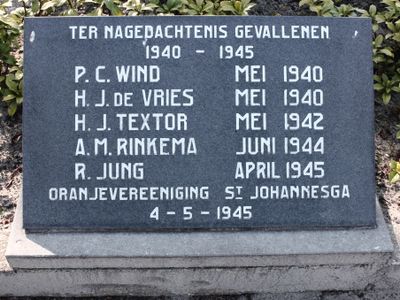 TER NAGEDACHTENIS GEVALLENEN
1940 - 1945
P. C. WIND MEI 1940
H. J. DE VRIES MEI 1940
H. J. TEXTOR MEI 1942
A. M. RINKEMA JUNI 1944
R. JUNG APRIL 1945
ORANJEVEREENIGING ST JOHANNESGA
4 - 5 - 1945